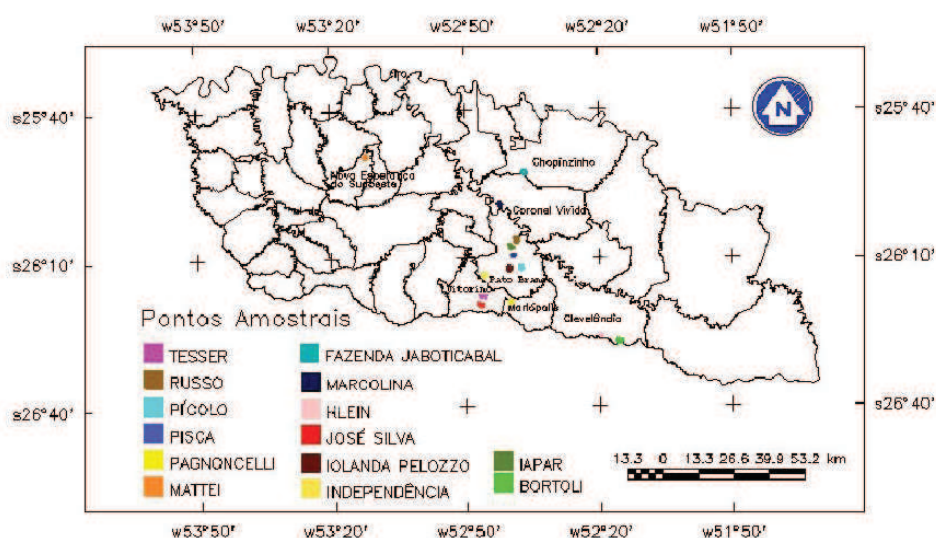 w53°50' w53°20' w52°50' w52°20' w51°50'
s25°40' s25°40'
N
Chopinzinho
Nova Esperança
do Sudoeste
Coronel Vivida
s26°10' s26°10'
Pato Branco
Vitorino
Mariópolis
Clevelândia
Pontos Amostrais
TESSER
RUSSO
PÍCOLO
PISCA
PAGNONCELLI
MATTEI
FAZENDA JABOTICABAL
MARCOLINA
KLEIN
JOSÉ SILVA
IOLANDA PELOZZO
INDEPENDÊNCIA
IAPAR
BORTOLI
s26°40' s26°40'
13.3 0 13.3 26.6 39.9 53.2 km
w53°50' w53°20' w52°50' w52°20' w51°50'